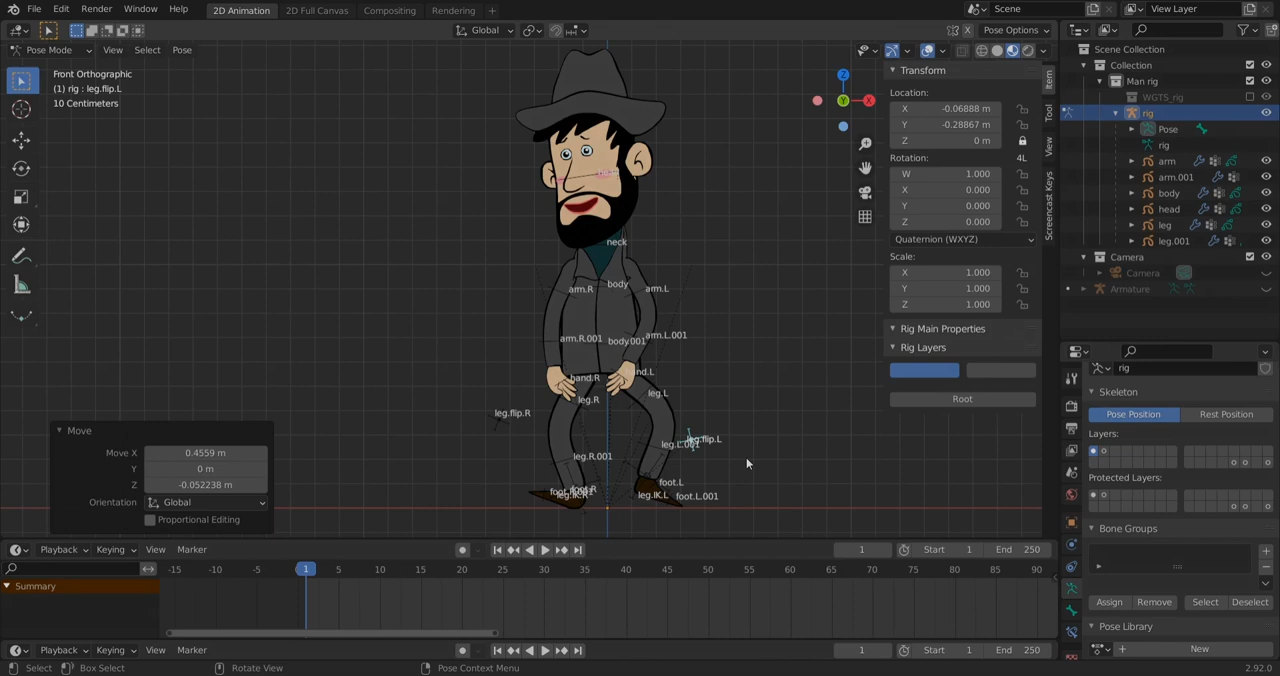 File Edit Render Window Help 2D Animation 2D Full Canvas Compositing Rendering + Scene View Layer
Global Pose Options
Pose Mode View Select Pose
Front Orthographic
(1) rig : leg.flip.L
10 Centimeters
Z
Y
X
head
neck
body
arm.R
arm.L
arm.R.001
body.001
arm.L.001
hand.R
leg.R
leg.L
leg.flip.R
leg.flip.L
leg.R.001
foot.R
leg.IK.R
foot.L
leg.IK.L
foot.L.001
Move
Move X 0.4559 m
Y 0 m
Z -0.052238 m
Orientation Global
Proportional Editing
Transform
Location:
X -0.06888 m
Y -0.28867 m
Z 0 m
Rotation: 4L
W 1.000
X 0.000
Y 0.000
Z 0.000
Quaternion (WXYZ)
Scale:
X 1.000
Y 1.000
Z 1.000
Rig Main Properties
Rig Layers
Root
Item
Tool
View
Screencast Keys
Scene Collection
Collection
Man rig
WGTS_rig
rig
Pose
rig
arm
arm.001
body
head
leg
leg.001
Camera
Camera
Armature
rig
Skeleton
Pose Position Rest Position
Layers:
Protected Layers:
Bone Groups
Assign Remove Select Deselect
Pose Library
+ New
Playback Keying View Marker 1 Start 1 End 250
-15 -10 -5 1 5 10 15 20 25 30 35 40 45 50 55 60 65 70 75 80 85 90
Summary
Playback Keying View Marker 1 Start 1 End 250
Select Box Select Rotate View Pose Context Menu 2.92.0